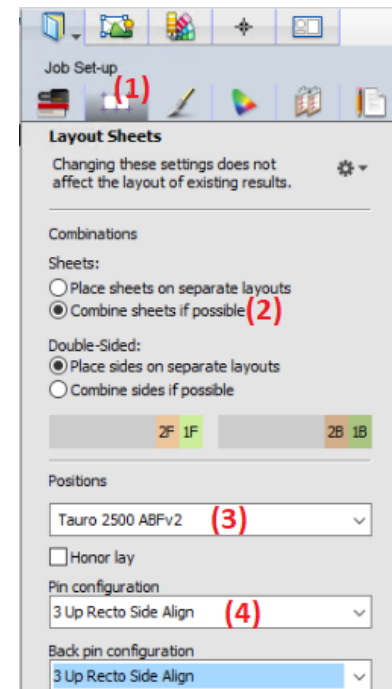 Job Set-up
(1)
Layout Sheets
Changing these settings does not
affect the layout of existing results.
Combinations
Sheets:
Place sheets on separate layouts
Combine sheets if possible (2)
Double-Sided:
Place sides on separate layouts
Combine sides if possible
2F 1F 2B 1B
Positions
Tauro 2500 ABFv2 (3)
Honor lay
Pin configuration
3 Up Recto Side Align (4)
Back pin configuration
3 Up Recto Side Align